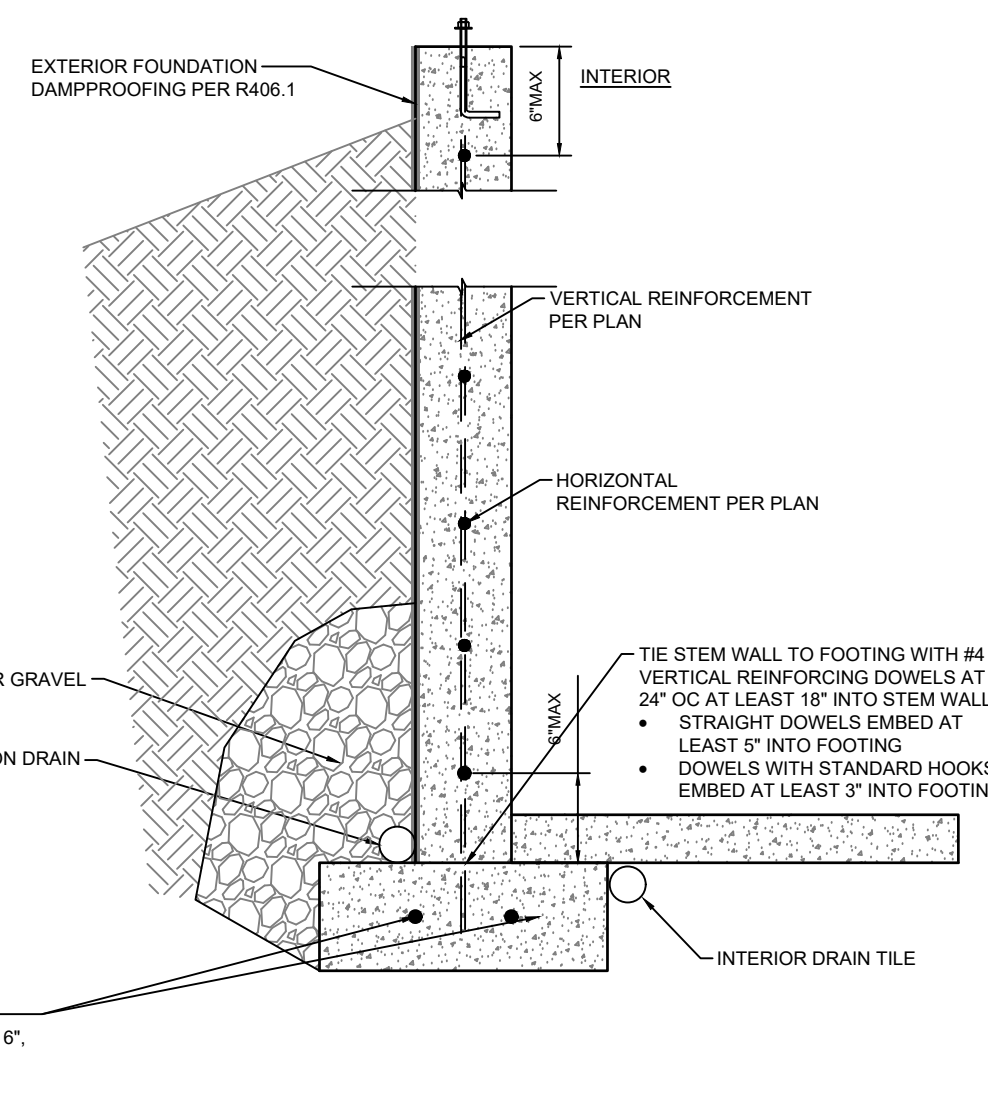 EXTERIOR FOUNDATION
DAMPPROOFING PER R406.1
6"MAX
INTERIOR
VERTICAL REINFORCEMENT
PER PLAN
HORIZONTAL
REINFORCEMENT PER PLAN
R GRAVEL
ON DRAIN
6"MAX
TIE STEM WALL TO FOOTING WITH #4
VERTICAL REINFORCING DOWELS AT
24" OC AT LEAST 18" INTO STEM WALL
• STRAIGHT DOWELS EMBED AT
LEAST 5" INTO FOOTING
• DOWELS WITH STANDARD HOOKS
EMBED AT LEAST 3" INTO FOOTIN
INTERIOR DRAIN TILE
6",